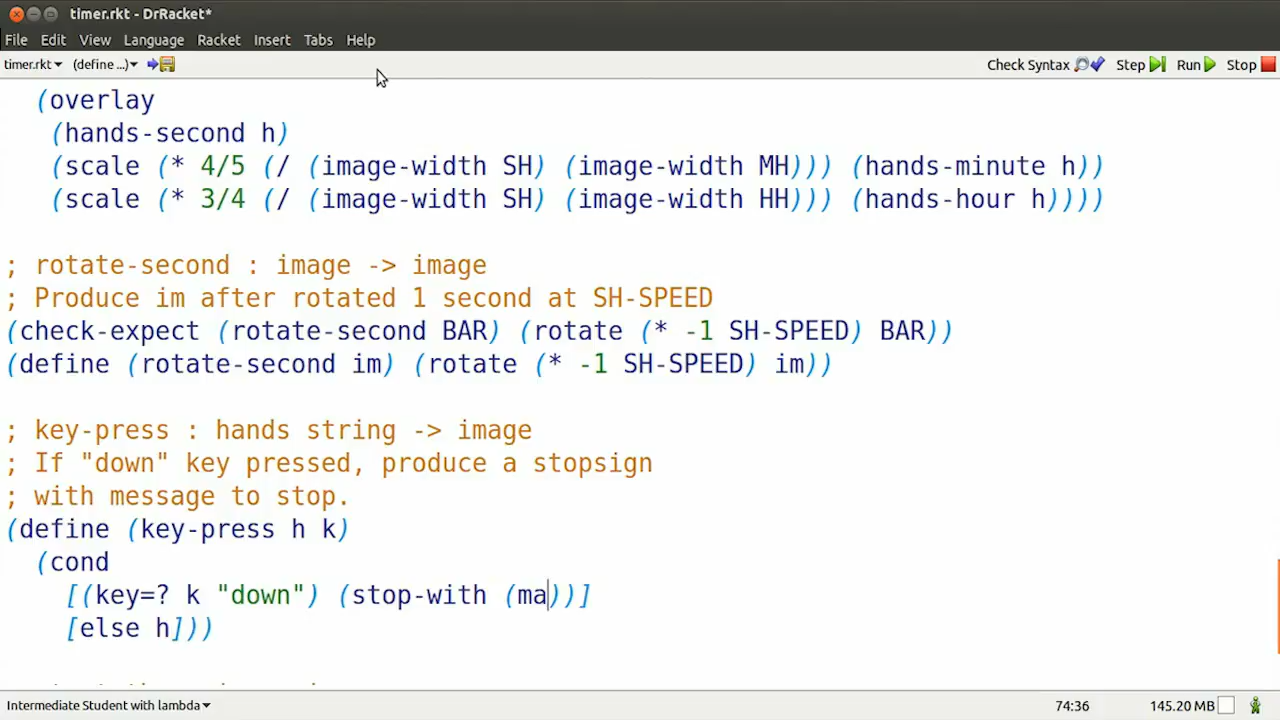 timer.rkt - DrRacket*
File Edit View Language Racket Insert Tabs Help
timer.rkt (define ...) Check Syntax Step Run Stop
(overlay
(hands-second h)
(scale (* 4/5 (/ (image-width SH) (image-width MH))) (hands-minute h))
(scale (* 3/4 (/ (image-width SH) (image-width HH))) (hands-hour h))))
; rotate-second : image -> image
; Produce im after rotated 1 second at SH-SPEED
(check-expect (rotate-second BAR) (rotate (* -1 SH-SPEED) BAR))
(define (rotate-second im) (rotate (* -1 SH-SPEED) im))
; key-press : hands string -> image
; If "down" key pressed, produce a stopsign
; with message to stop.
(define (key-press h k)
(cond
[(key=? k "down") (stop-with (ma))]
[else h]))
Intermediate Student with lambda 74:36 145.20 MB